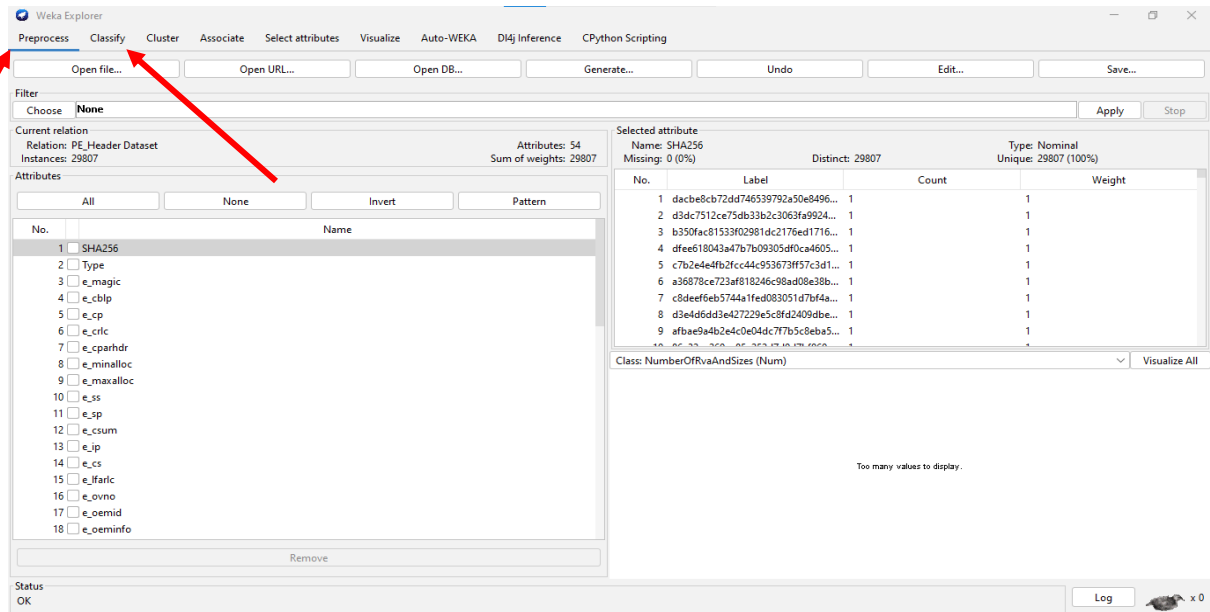 Weka Explorer
Preprocess Classify Cluster Associate Select attributes Visualize Auto-WEKA Dl4j Inference CPython Scripting
Open file... Open URL... Open DB... Generate... Undo Edit... Save...
Filter
Choose None Apply Stop
Current relation
Relation: PE_Header Dataset Attributes: 54
Instances: 29807 Sum of weights: 29807
Attributes
All None Invert Pattern
No. Name
1 SHA256
2 Type
3 e_magic
4 e_cblp
5 e_cp
6 e_crlc
7 e_cparhdr
8 e_minalloc
9 e_maxalloc
10 e_ss
11 e_sp
12 e_csum
13 e_ip
14 e_cs
15 e_lfarlc
16 e_ovno
17 e_oemid
18 e_oeminfo
Remove
Selected attribute
Name: SHA256 Type: Nominal
Missing: 0 (0%) Distinct: 29807 Unique: 29807 (100%)
No. Label Count Weight
1 dacbe8cb72dd746539792a50e8496... 1 1
2 d3dc7512ce75db33b2c3063fa9924... 1 1
3 b350fac81533f02981dc2176ed1716... 1 1
4 dfee618043a47b7b09305df0ca4605... 1 1
5 c7b2e4e4fb2fcc44c953673ff57c3d1... 1 1
6 a36878ce723af818246c98ad08e38b... 1 1
7 c8deef6eb5744a1fed083051d7bf4a... 1 1
8 d3e4d6dd3e427229e5c8fd2409dbe... 1 1
9 afbae9a4b2e4c0e04dc7f7b5c8eba5... 1 1
Class: NumberOfRvaAndSizes (Num) Visualize All
Too many values to display.
Status
OK
Log x 0